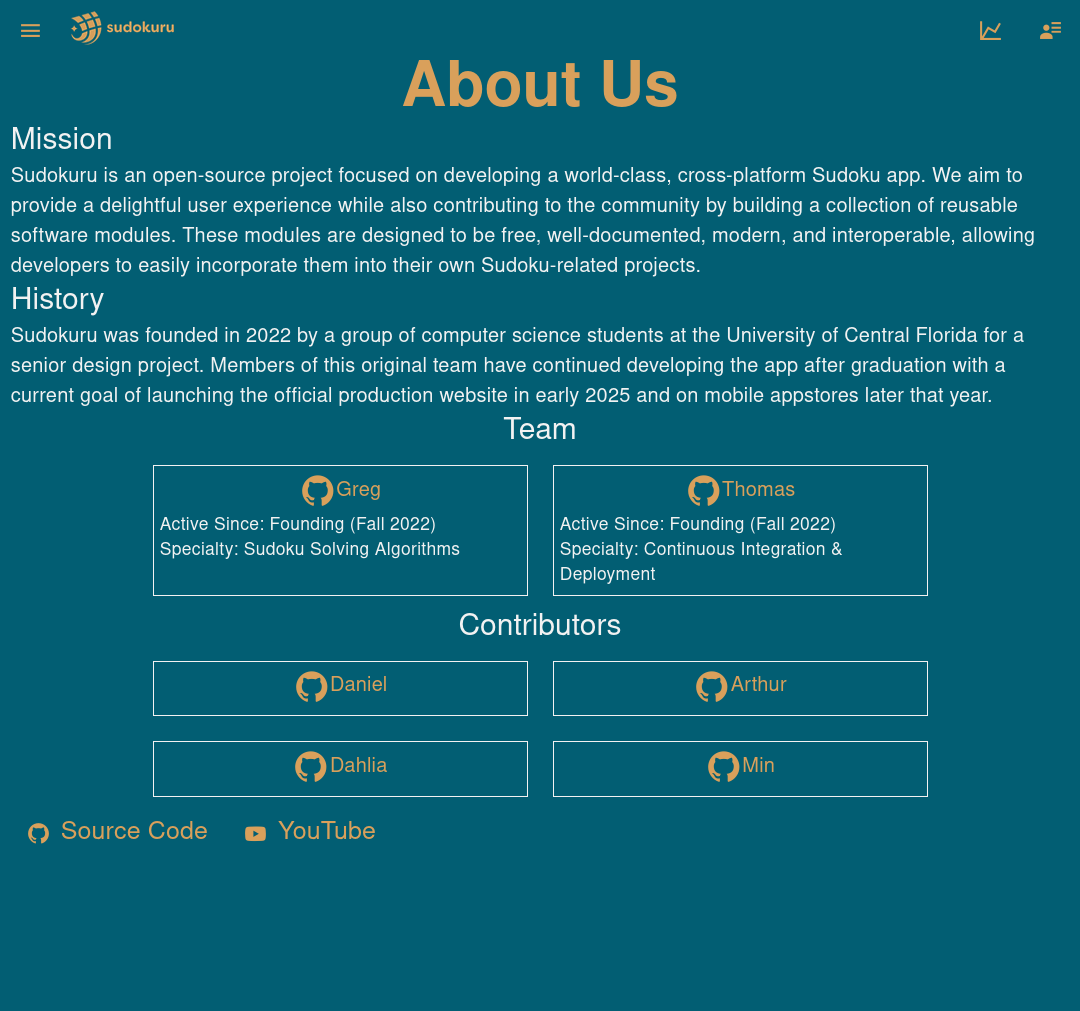 sudokuru
About Us
Mission
Sudokuru is an open-source project focused on developing a world-class, cross-platform Sudoku app. We aim to
provide a delightful user experience while also contributing to the community by building a collection of reusable
software modules. These modules are designed to be free, well-documented, modern, and interoperable, allowing
developers to easily incorporate them into their own Sudoku-related projects.
History
Sudokuru was founded in 2022 by a group of computer science students at the University of Central Florida for a
senior design project. Members of this original team have continued developing the app after graduation with a
current goal of launching the official production website in early 2025 and on mobile appstores later that year.
Team
Greg
Active Since: Founding (Fall 2022)
Specialty: Sudoku Solving Algorithms
Thomas
Active Since: Founding (Fall 2022)
Specialty: Continuous Integration &
Deployment
Contributors
Daniel
Arthur
Dahlia
Min
Source Code
YouTube